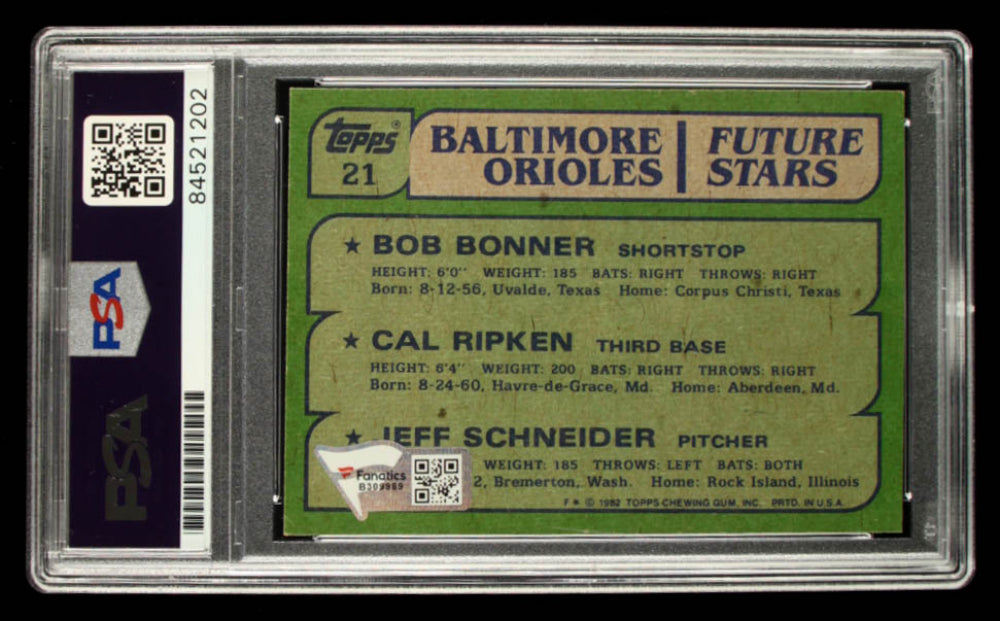 84521202
PSA
PSA
Topps®
21
BALTIMORE ORIOLES
FUTURE STARS
★ BOB BONNER SHORTSTOP
HEIGHT: 6'0" WEIGHT: 185 BATS: RIGHT THROWS: RIGHT
Born: 8-12-56, Uvalde, Texas Home: Corpus Christi, Texas
★ CAL RIPKEN THIRD BASE
HEIGHT: 6'4" WEIGHT: 200 BATS: RIGHT THROWS: RIGHT
Born: 8-24-60, Havre-de-Grace, Md. Home: Aberdeen, Md.
★ JEFF SCHNEIDER PITCHER
WEIGHT: 185 THROWS: LEFT BATS: BOTH
2, Bremerton, Wash. Home: Rock Island, Illinois
F* © 1982 TOPPS CHEWING GUM, INC. PRTD. IN U.S.A.
Fanatics